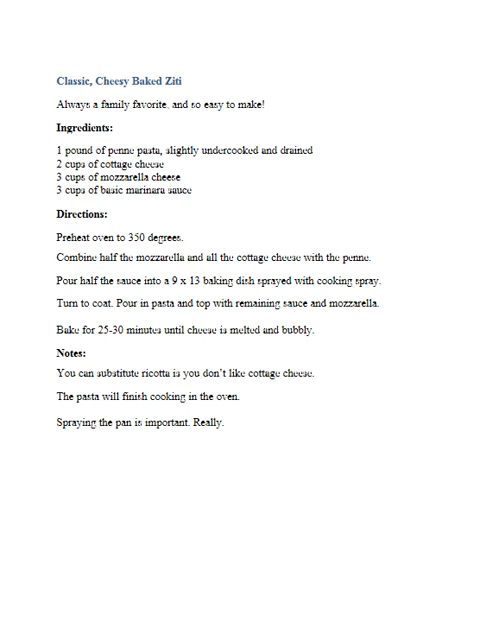 Classic, Cheesy Baked Ziti
Always a family favorite, and so easy to make!
Ingredients:
1 pound of penne pasta, slightly undercooked and drained
2 cups of cottage cheese
3 cups of mozzarella cheese
3 cups of basic marinara sauce
Directions:
Preheat oven to 350 degrees.
Combine half the mozzarella and all the cottage cheese with the penne.
Pour half the sauce into a 9 x 13 baking dish sprayed with cooking spray.
Turn to coat. Pour in pasta and top with remaining sauce and mozzarella.
Bake for 25-30 minutes until cheese is melted and bubbly.
Notes:
You can substitute ricotta is you don't like cottage cheese.
The pasta will finish cooking in the oven.
Spraying the pan is important. Really.